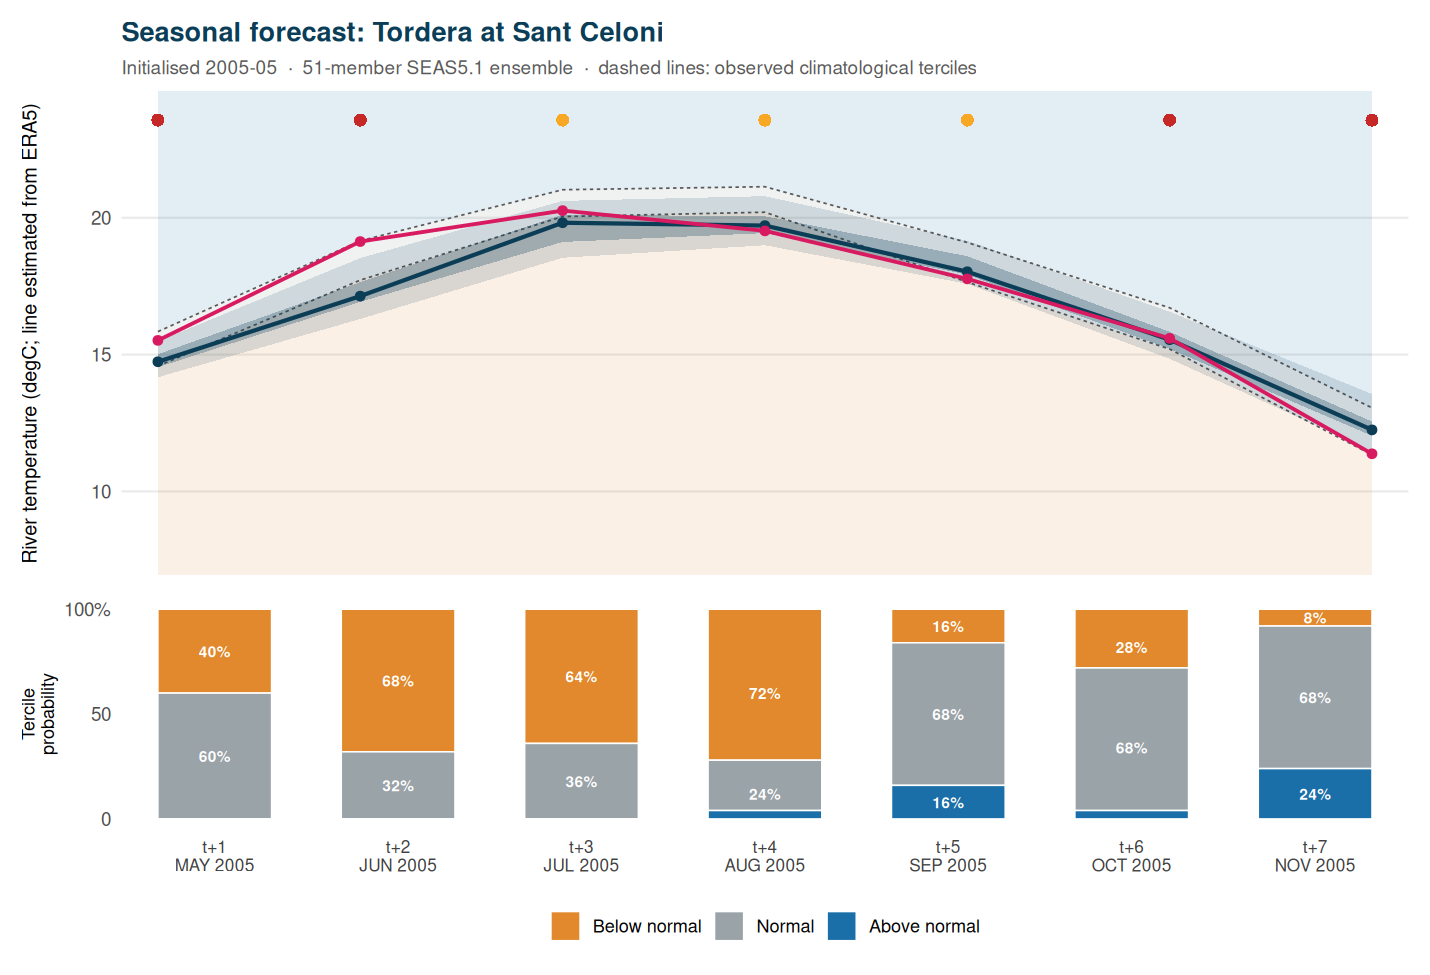 Seasonal forecast: Tordera at Sant Celoni
Initialised 2005-05 · 51-member SEAS5.1 ensemble · dashed lines: observed climatological terciles
River temperature (degC; line estimated from ERA5)
20
15
10
Tercile
probability
100%
50
0
40%
60%
68%
32%
64%
36%
72%
24%
16%
68%
16%
28%
68%
8%
68%
24%
t+1
MAY 2005
t+2
JUN 2005
t+3
JUL 2005
t+4
AUG 2005
t+5
SEP 2005
t+6
OCT 2005
t+7
NOV 2005
Below normal
Normal
Above normal